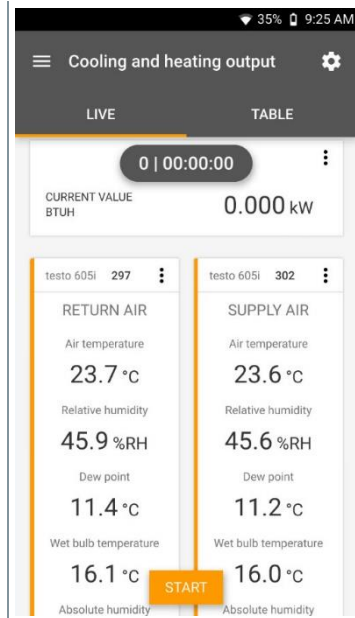 35% 9:25 AM
Cooling and heating output
LIVE TABLE
0 | 00:00:00
CURRENT VALUE
BTUH
0.000 kW
testo 605i 297
RETURN AIR
Air temperature
23.7 °C
Relative humidity
45.9 %RH
Dew point
11.4 °C
Wet bulb temperature
16.1 °C
Absolute humidity
testo 605i 302
SUPPLY AIR
Air temperature
23.6 °C
Relative humidity
45.6 %RH
Dew point
11.2 °C
Wet bulb temperature
16.0 °C
Absolute humidity
START